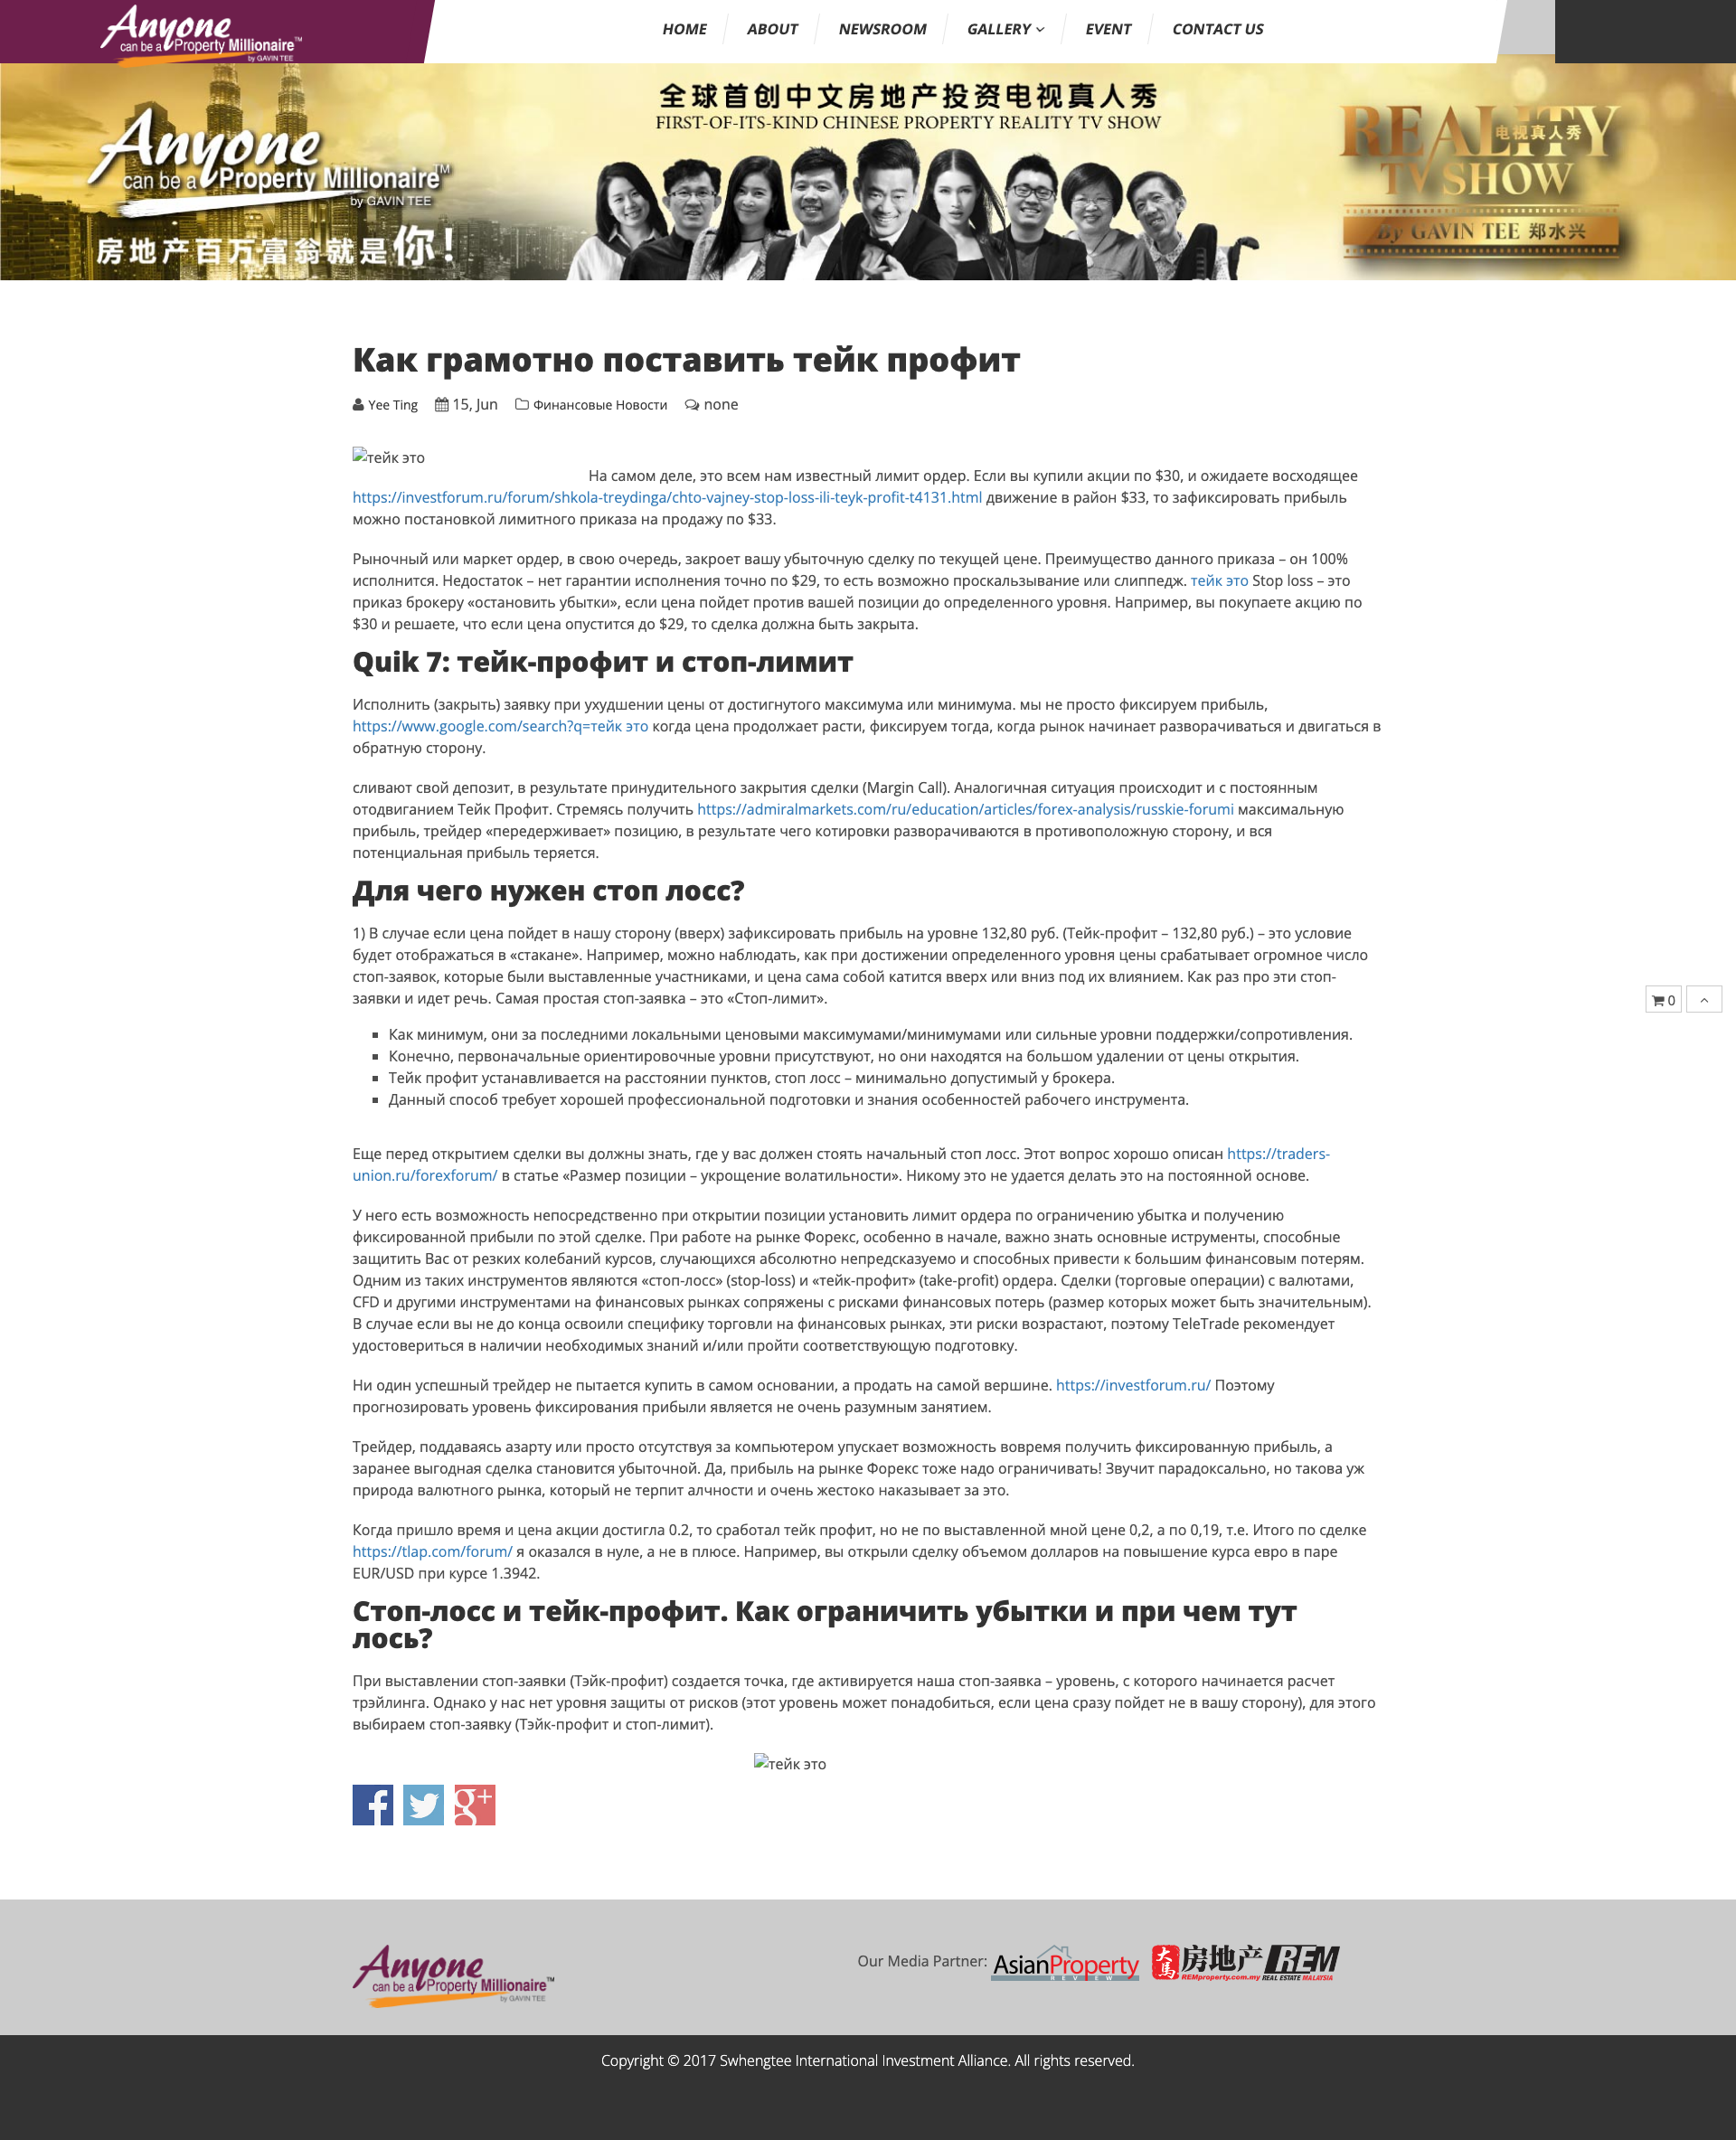 Anyone
can be a Property Millionaire™
by GAVIN TEE
HOME ABOUT NEWSROOM GALLERY EVENT CONTACT US
全球首创中文房地产投资电视真人秀
FIRST-OF-ITS-KIND CHINESE PROPERTY REALITY TV SHOW
Anyone
can be a Property Millionaire™
by GAVIN TEE
房地产百万富翁就是你!
REALITY
电视真人秀
TV SHOW
By GAVIN TEE 郑水兴
Как грамотно поставить тейк профит
Yee Ting 15, Jun Финансовые Новости none
тейк это
На самом деле, это всем нам известный лимит ордер. Если вы купили акции по $30, и ожидаете восходящее
https://investforum.ru/forum/shkola-treydinga/chto-vajney-stop-loss-ili-teyk-profit-t4131.html движение в район $33, то зафиксировать прибыль
можно постановкой лимитного приказа на продажу по $33.
Рыночный или маркет ордер, в свою очередь, закроет вашу убыточную сделку по текущей цене. Преимущество данного приказа – он 100%
исполнится. Недостаток – нет гарантии исполнения точно по $29, то есть возможно проскальзывание или слиппедж. тейк это Stop loss – это
приказ брокеру «остановить убытки», если цена пойдет против вашей позиции до определенного уровня. Например, вы покупаете акцию по
$30 и решаете, что если цена опустится до $29, то сделка должна быть закрыта.
Quik 7: тейк-профит и стоп-лимит
Исполнить (закрыть) заявку при ухудшении цены от достигнутого максимума или минимума. мы не просто фиксируем прибыль,
https://www.google.com/search?q=тейк это когда цена продолжает расти, фиксируем тогда, когда рынок начинает разворачиваться и двигаться в
обратную сторону.
сливают свой депозит, в результате принудительного закрытия сделки (Margin Call). Аналогичная ситуация происходит и с постоянным
отодвиганием Тейк Профит. Стремясь получить https://admiralmarkets.com/ru/education/articles/forex-analysis/russkie-forumi максимальную
прибыль, трейдер «передерживает» позицию, в результате чего котировки разворачиваются в противоположную сторону, и вся
потенциальная прибыль теряется.
Для чего нужен стоп лосс?
1) В случае если цена пойдет в нашу сторону (вверх) зафиксировать прибыль на уровне 132,80 руб. (Тейк-профит – 132,80 руб.) – это условие
будет отображаться в «стакане». Например, можно наблюдать, как при достижении определенного уровня цены срабатывает огромное число
стоп-заявок, которые были выставленные участниками, и цена сама собой катится вверх или вниз под их влиянием. Как раз про эти стоп-
заявки и идет речь. Самая простая стоп-заявка – это «Стоп-лимит».
Как минимум, они за последними локальными ценовыми максимумами/минимумами или сильные уровни поддержки/сопротивления.
Конечно, первоначальные ориентировочные уровни присутствуют, но они находятся на большом удалении от цены открытия.
Тейк профит устанавливается на расстоянии пунктов, стоп лосс – минимально допустимый у брокера.
Данный способ требует хорошей профессиональной подготовки и знания особенностей рабочего инструмента.
0
Еще перед открытием сделки вы должны знать, где у вас должен стоять начальный стоп лосс. Этот вопрос хорошо описан https://traders-
union.ru/forexforum/ в статье «Размер позиции – укрощение волатильности». Никому это не удается делать это на постоянной основе.
У него есть возможность непосредственно при открытии позиции установить лимит ордера по ограничению убытка и получению
фиксированной прибыли по этой сделке. При работе на рынке Форекс, особенно в начале, важно знать основные иструменты, способные
защитить Вас от резких колебаний курсов, случающихся абсолютно непредсказуемо и способных привести к большим финансовым потерям.
Одним из таких инструментов являются «стоп-лосс» (stop-loss) и «тейк-профит» (take-profit) ордера. Сделки (торговые операции) с валютами,
CFD и другими инструментами на финансовых рынках сопряжены с рисками финансовых потерь (размер которых может быть значительным).
В случае если вы не до конца освоили специфику торговли на финансовых рынках, эти риски возрастают, поэтому TeleTrade рекомендует
удостовериться в наличии необходимых знаний и/или пройти соответствующую подготовку.
Ни один успешный трейдер не пытается купить в самом основании, а продать на самой вершине. https://investforum.ru/ Поэтому
прогнозировать уровень фиксирования прибыли является не очень разумным занятием.
Трейдер, поддаваясь азарту или просто отсутствуя за компьютером упускает возможность вовремя получить фиксированную прибыль, а
заранее выгодная сделка становится убыточной. Да, прибыль на рынке Форекс тоже надо ограничивать! Звучит парадоксально, но такова уж
природа валютного рынка, который не терпит алчности и очень жестоко наказывает за это.
Когда пришло время и цена акции достигла 0.2, то сработал тейк профит, но не по выставленной мной цене 0,2, а по 0,19, т.е. Итого по сделке
https://tlap.com/forum/ я оказался в нуле, а не в плюсе. Например, вы открыли сделку объемом долларов на повышение курса евро в паре
EUR/USD при курсе 1.3942.
Стоп-лосс и тейк-профит. Как ограничить убытки и при чем тут
лось?
При выставлении стоп-заявки (Тэйк-профит) создается точка, где активируется наша стоп-заявка – уровень, с которого начинается расчет
трэйлинга. Однако у нас нет уровня защиты от рисков (этот уровень может понадобиться, если цена сразу пойдет не в вашу сторону), для этого
выбираем стоп-заявку (Тэйк-профит и стоп-лимит).
тейк это
Anyone
can be a Property Millionaire™
by GAVIN TEE
Our Media Partner: AsianProperty REVIEW 大馬房地产 REM
REMproperty.com.my REAL ESTATE MALAYSIA
Copyright © 2017 Swhengtee International Investment Alliance. All rights reserved.